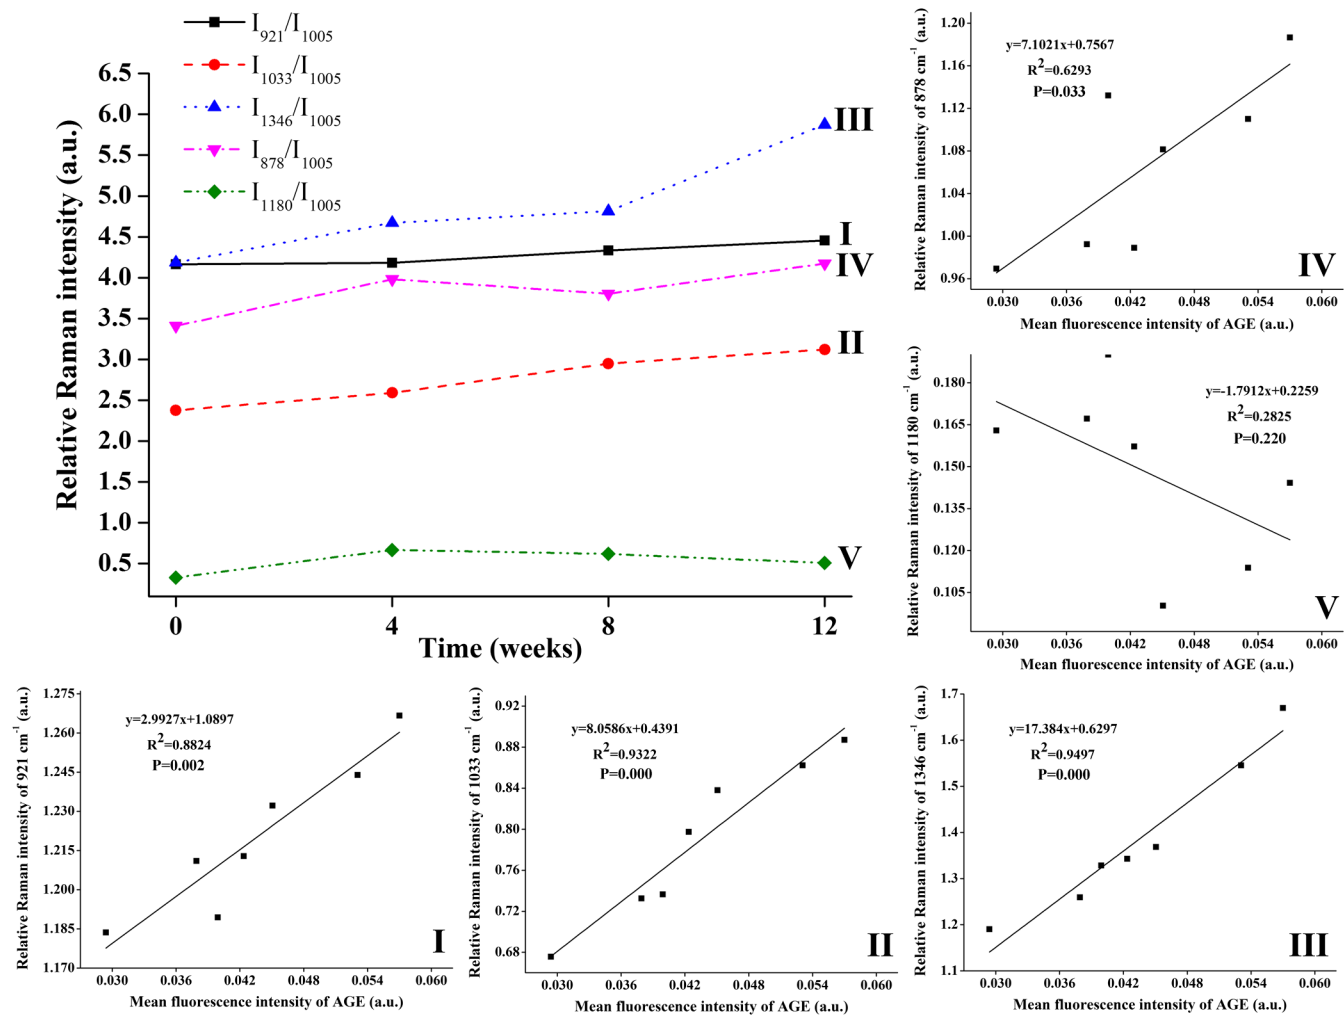 I921/I1005
I1033/I1005
I1346/I1005
I878/I1005
I1180/I1005
6.5
6.0
5.5
5.0
4.5
4.0
3.5
3.0
2.5
2.0
1.5
1.0
0.5
Relative Raman intensity (a.u.)
III
I
IV
II
V
0
4
8
12
Time (weeks)
1.20
1.16
1.12
1.08
1.04
1.00
0.96
Relative Raman intensity of 878 cm-1 (a.u.)
y=7.1021x+0.7567
R2=0.6293
P=0.033
IV
0.030
0.036
0.042
0.048
0.054
0.060
Mean fluorescence intensity of AGE (a.u.)
0.180
0.165
0.150
0.135
0.120
0.105
Relative Raman intensity of 1180 cm-1 (a.u.)
y=-1.7912x+0.2259
R2=0.2825
P=0.220
V
0.030
0.036
0.042
0.048
0.054
0.060
Mean fluorescence intensity of AGE (a.u.)
1.275
1.260
1.245
1.230
1.215
1.200
1.185
1.170
Relative Raman intensity of 921 cm-1 (a.u.)
y=2.9927x+1.0897
R2=0.8824
P=0.002
I
0.030
0.036
0.042
0.048
0.054
0.060
Mean fluorescence intensity of AGE (a.u.)
0.92
0.88
0.84
0.80
0.76
0.72
0.68
Relative Raman intensity of 1033 cm-1 (a.u.)
y=8.0586x+0.4391
R2=0.9322
P=0.000
II
0.030
0.036
0.042
0.048
0.054
0.060
Mean fluorescence intensity of AGE (a.u.)
1.7
1.6
1.5
1.4
1.3
1.2
1.1
Relative Raman intensity of 1346 cm-1 (a.u.)
y=17.384x+0.6297
R2=0.9497
P=0.000
III
0.030
0.036
0.042
0.048
0.054
0.060
Mean fluorescence intensity of AGE (a.u.)